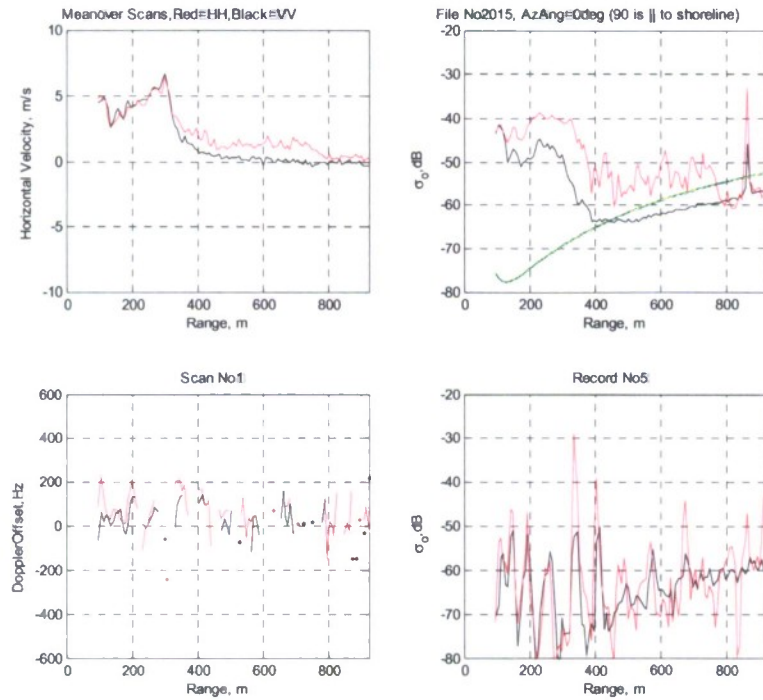 Meanover Scans,Red=HH,Black=VV
10
5
0
5
-10
Horizontal Velocity, m/s
0 200 400 600 800
Range, m
File No2015, AzAng=0deg (90 is || to shoreline)
-20
-30
-40
-50
-60
-70
-80
σo, dB
0 200 400 600 800
Range, m
Scan No1
600
400
200
0
-200
-400
-600
DopplerOffset, Hz
0 200 400 600 800
Range, m
Record No5
-20
-30
-40
-50
-60
-70
-80
σo, dB
0 200 400 600 800
Range, m